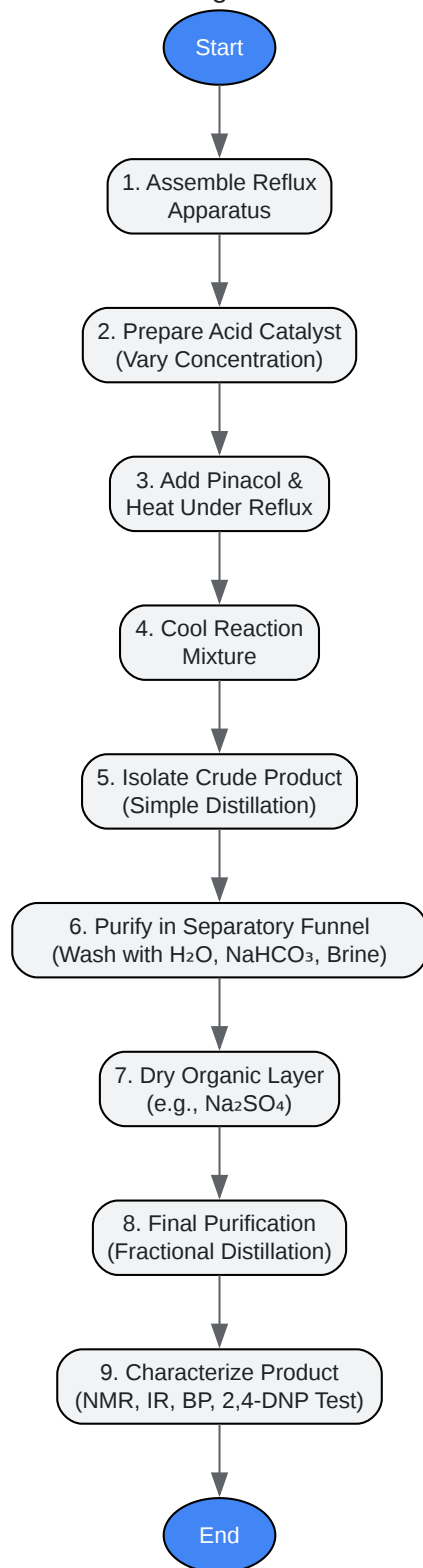 Start
1. Assemble Reflux
Apparatus
2. Prepare Acid Catalyst
(Vary Concentration)
3. Add Pinacol &
Heat Under Reflux
4. Cool Reaction
Mixture
5. Isolate Crude Product
(Simple Distillation)
6. Purify in Separatory Funnel
(Wash with H₂O, NaHCO₃, Brine)
7. Dry Organic Layer
(e.g., Na₂SO₄)
8. Final Purification
(Fractional Distillation)
9. Characterize Product
(NMR, IR, BP, 2,4-DNP Test)
End